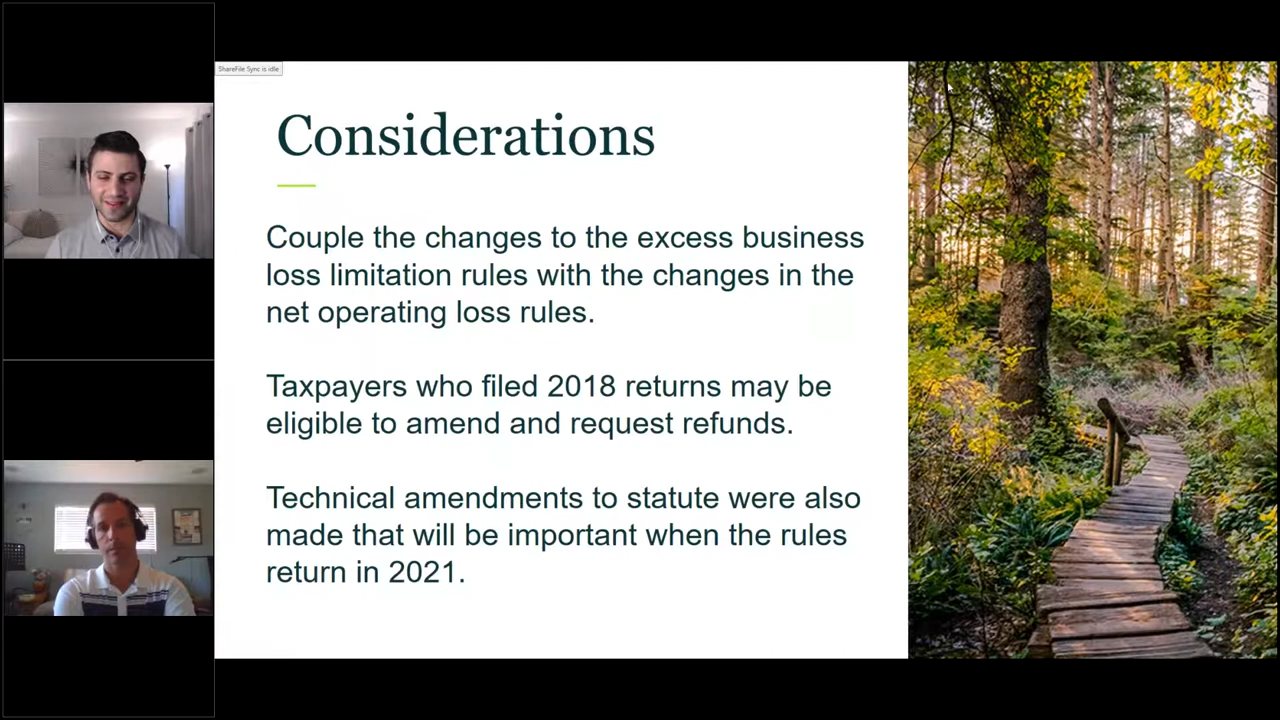 ShareFile Sync is idle
Considerations
Couple the changes to the excess business
loss limitation rules with the changes in the
net operating loss rules.
Taxpayers who filed 2018 returns may be
eligible to amend and request refunds.
Technical amendments to statute were also
made that will be important when the rules
return in 2021.